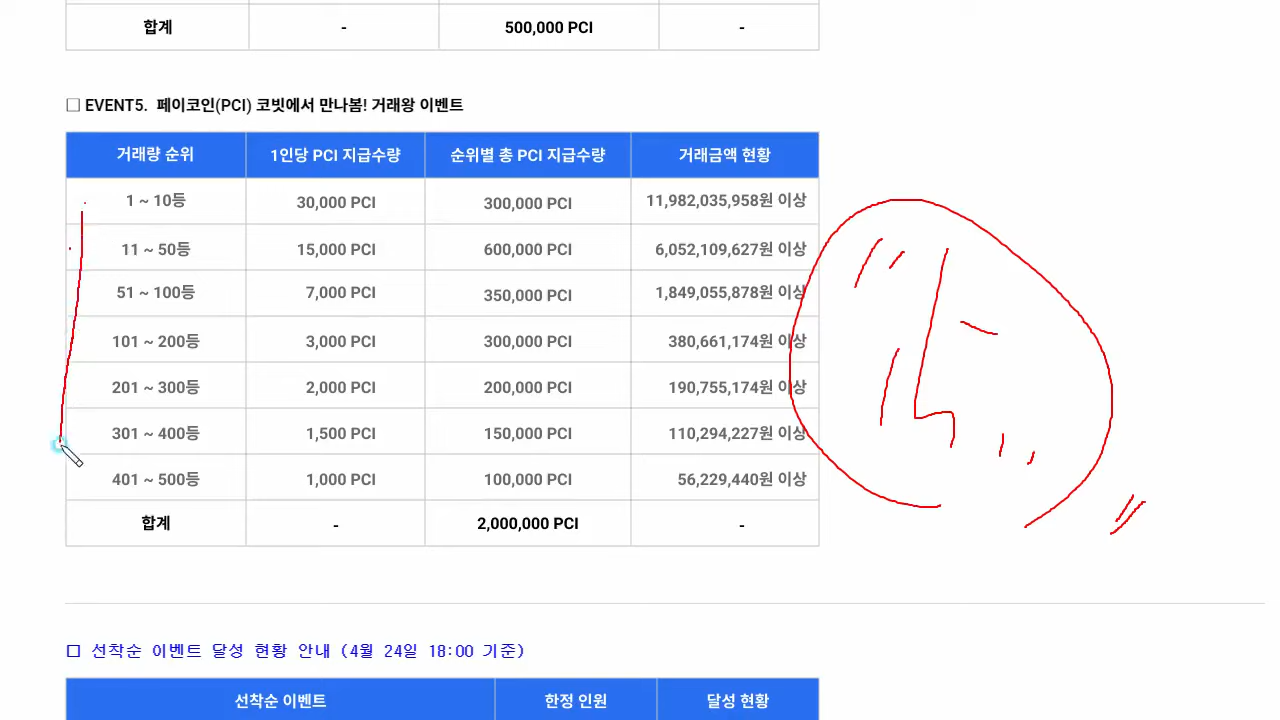 합계 - 500,000 PCI -
□ EVENT5. 페이코인(PCI) 코빗에서 만나봄! 거래왕 이벤트
거래량 순위 1인당 PCI 지급수량 순위별 총 PCI 지급수량 거래금액 현황
1 ~ 10등 30,000 PCI 300,000 PCI 11,982,035,958원 이상
11 ~ 50등 15,000 PCI 600,000 PCI 6,052,109,627원 이상
51 ~ 100등 7,000 PCI 350,000 PCI 1,849,055,878원 이상
101 ~ 200등 3,000 PCI 300,000 PCI 380,661,174원 이상
201 ~ 300등 2,000 PCI 200,000 PCI 190,755,174원 이상
301 ~ 400등 1,500 PCI 150,000 PCI 110,294,227원 이상
401 ~ 500등 1,000 PCI 100,000 PCI 56,229,440원 이상
합계 - 2,000,000 PCI -
□ 선착순 이벤트 달성 현황 안내 (4월 24일 18:00 기준)
선착순 이벤트 한정 인원 달성 현황